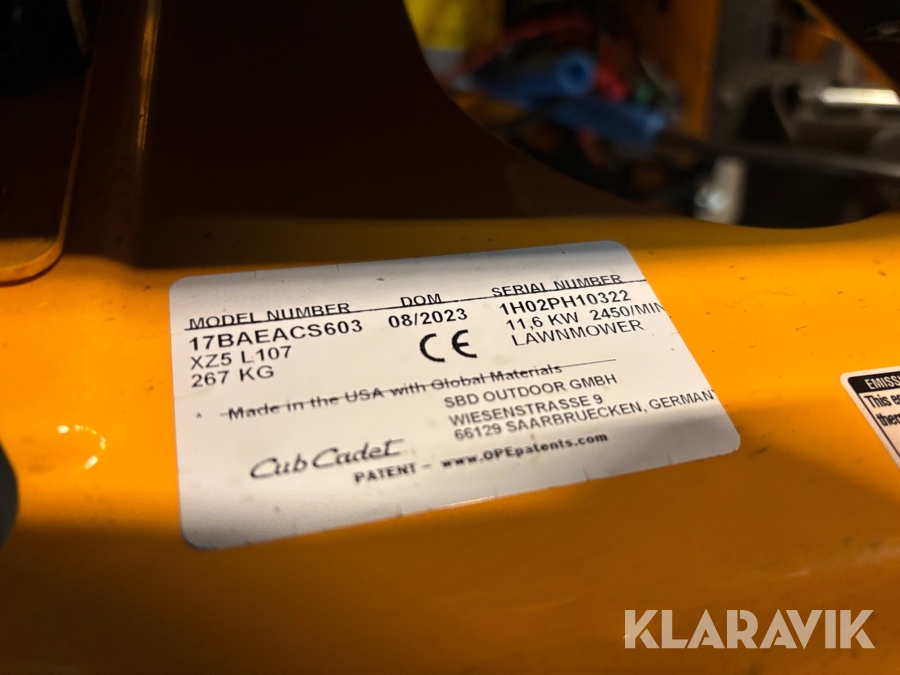 MODEL NUMBER DOM SERIAL NUMBER
17BAEACS603 08/2023 1H02PH10322
XZ5 L107 11,6 KW 2450/MIN
267 KG CE LAWNMOWER
Made in the USA with Global Materials
SBD OUTDOOR GMBH
WIESENSTRASSE 9
66129 SAARBRUECKEN, GERMAN
Cub Cadet
PATENT - www.OPEpatents.com
EMISSI
This e
ther
KLARAVIK